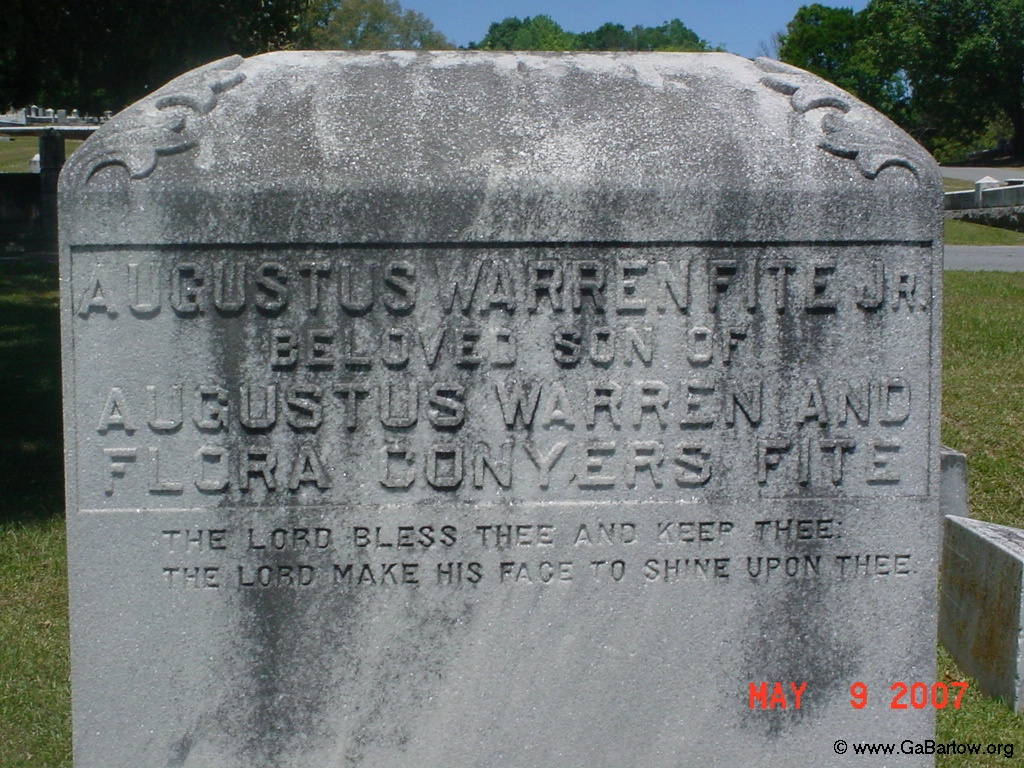 AUGUSTUS WARREN FITE JR.
BELOVED SON OF
AUGUSTUS WARREN AND
FLORA CONYERS FITE
THE LORD BLESS THEE AND KEEP THEE:
THE LORD MAKE HIS FACE TO SHINE UPON THEE.
MAY 9 2007
© www.GaBartow.org